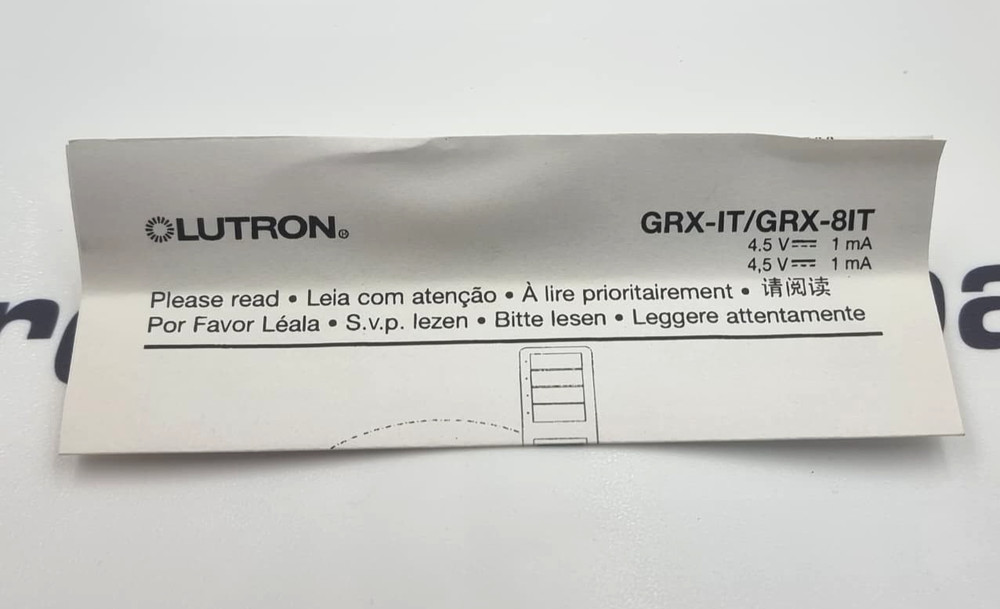 LUTRON®
GRX-IT/GRX-8IT
4.5 V⎓ 1 mA
4,5 V⎓ 1 mA
Please read • Leia com atenção • À lire prioritairement • 请阅读
Por Favor Léala • S.v.p. lezen • Bitte lesen • Leggere attentamente